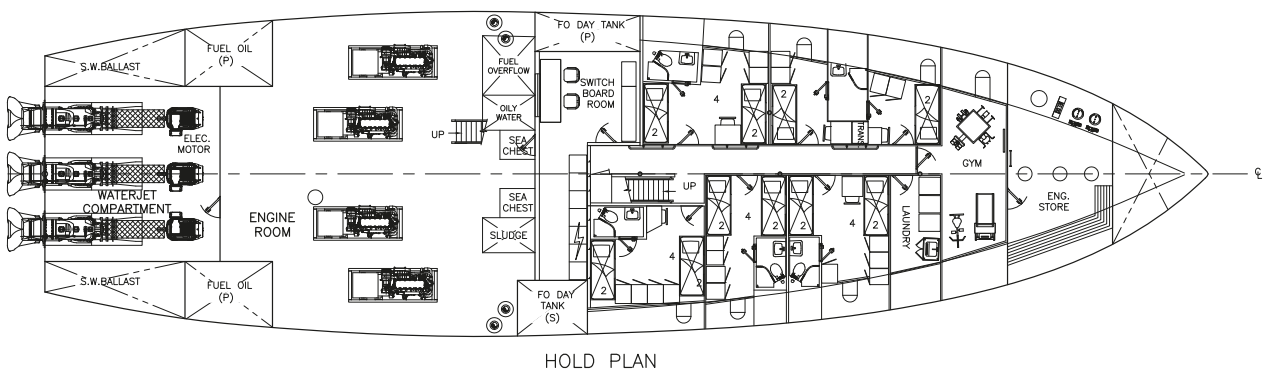 FUEL OIL
(P)
S.W.BALLAST
ELEC.
MOTOR
WATERJET
COMPARTMENT
S.W.BALLAST
FUEL OIL
(P)
ENGINE
ROOM
UP
FUEL
OVERFLOW
OILY
WATER
SEA
CHEST
SEA
CHEST
SLUDGE
FO DAY TANK
(P)
SWITCH
BOARD
ROOM
FO DAY
TANK
(S)
4
2
2
2
TRANS
2
UP
4
2
2
4
2
2
4
2
2
LAUNDRY
GYM
ENG.
STORE
℄
HOLD PLAN